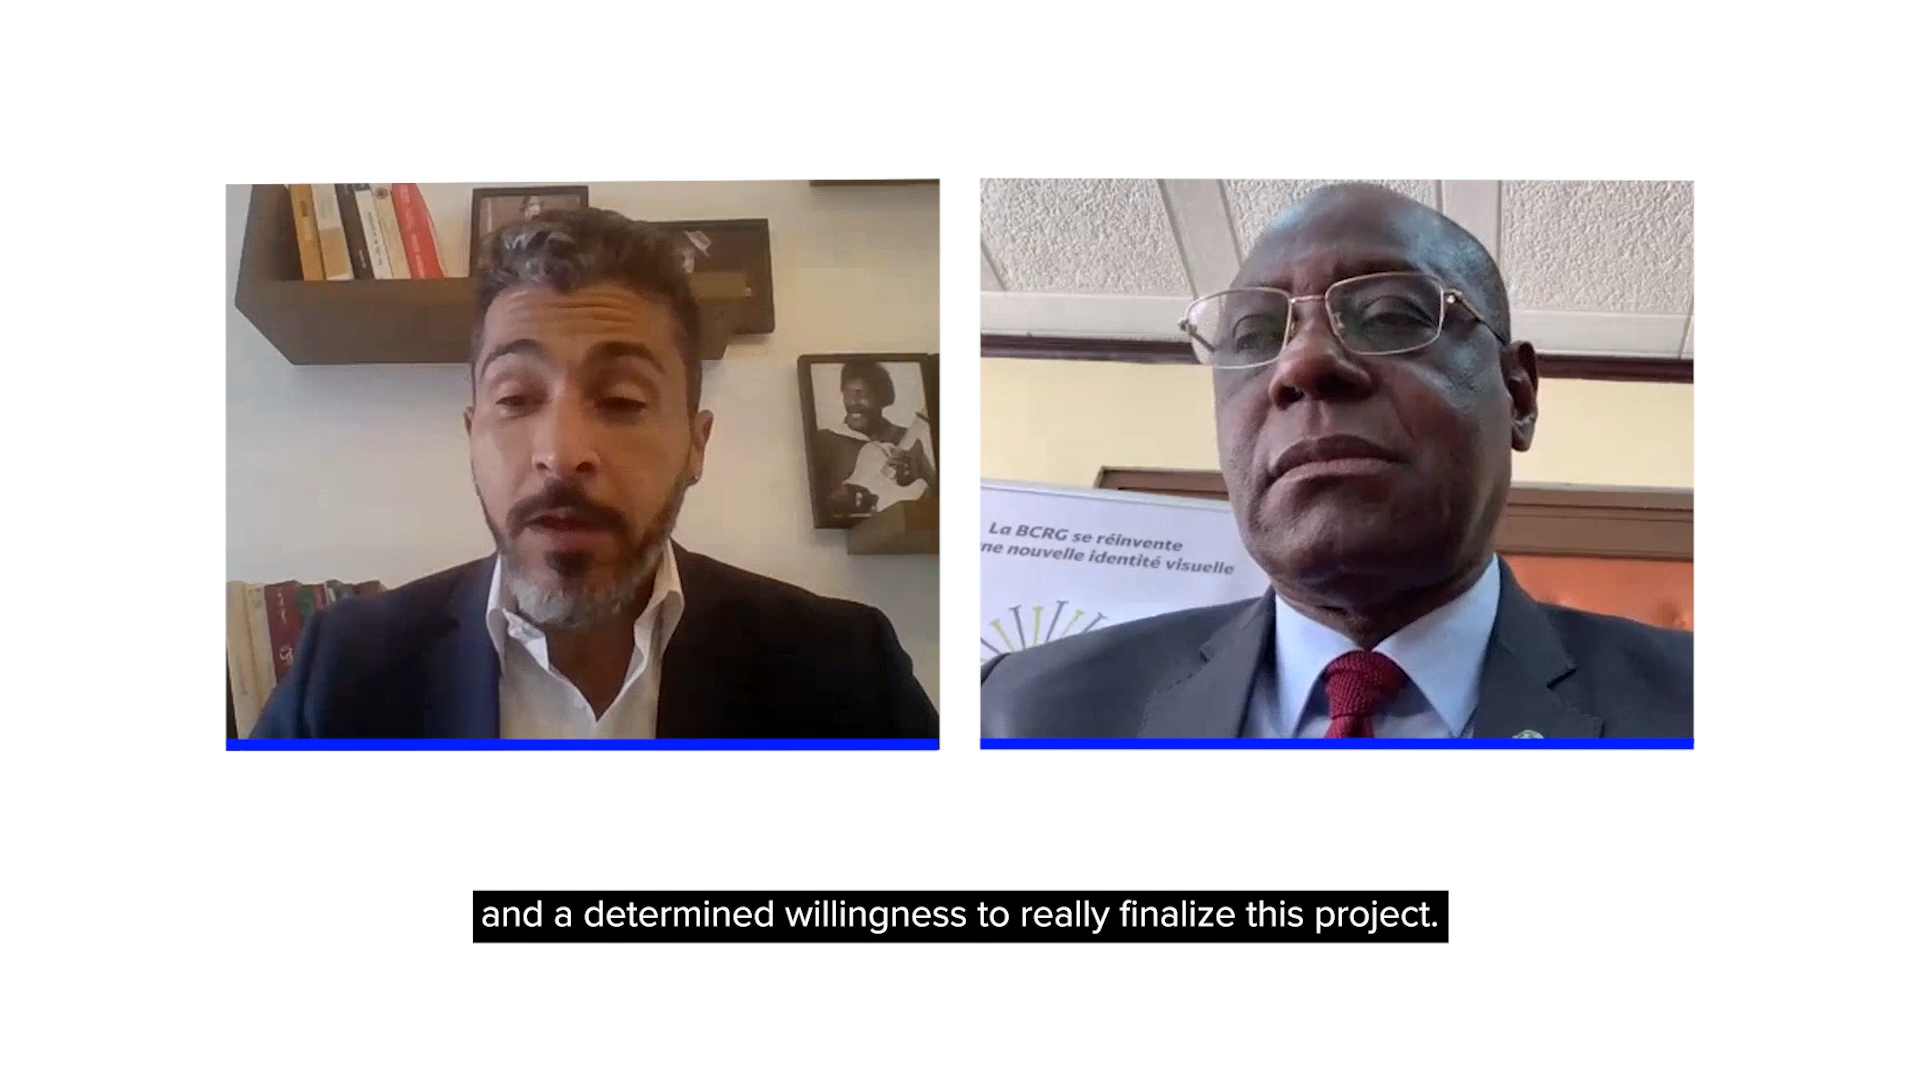 La BCRG se réinvente
ne nouvelle identité visuelle
and a determined willingness to really finalize this project.